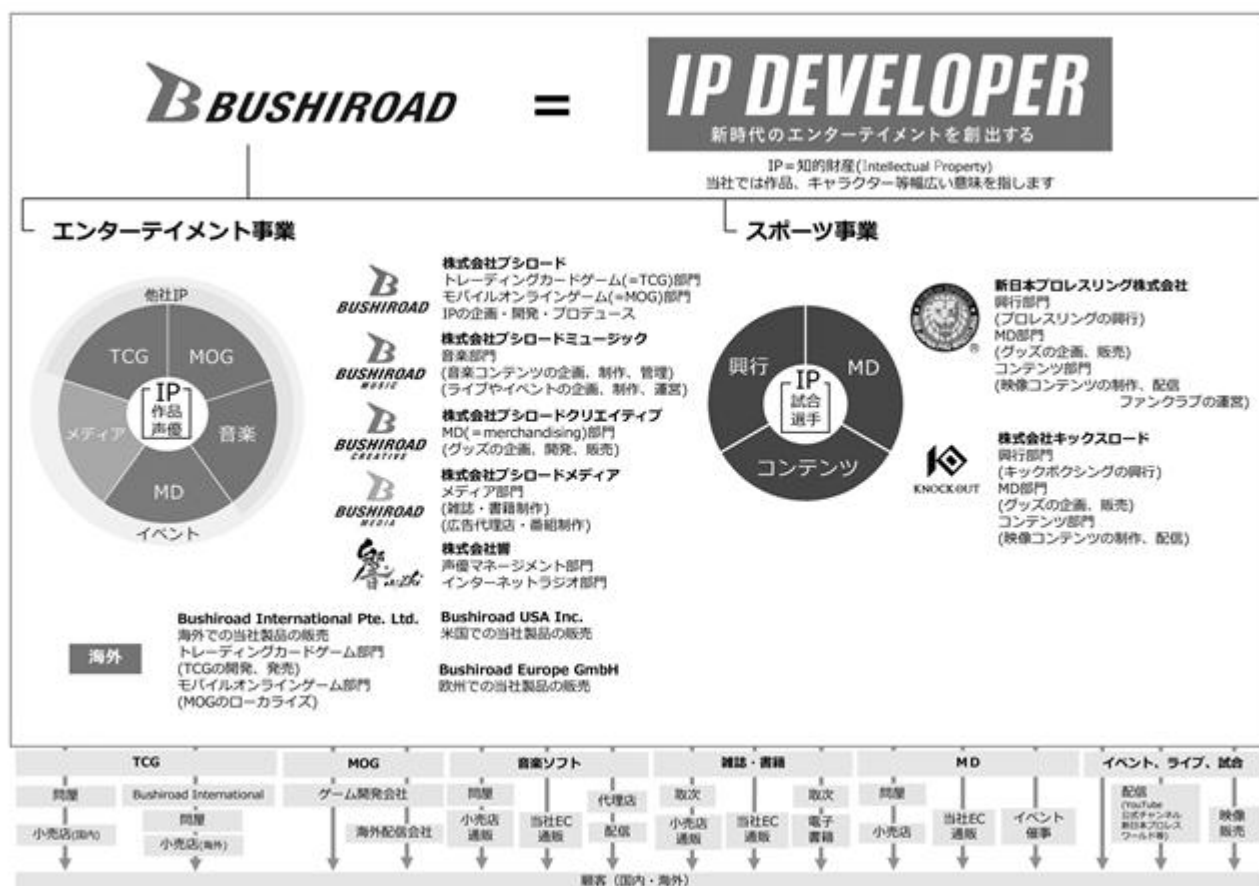 BUSHIROAD
=
IP DEVELOPER
新時代のエンターテイメントを創出する
IP=知的財産(Intellectual Property)
当社では作品、キャラクター等幅広い意味を指します
エンターテイメント事業
他社IP
TCG
MOG
メディア
IP
作品
声優
音楽
MD
イベント
BUSHIROAD
株式会社ブシロード
トレーディングカードゲーム(=TCG)部門
モバイルオンラインゲーム(=MOG)部門
IPの企画・開発・プロデュース
BUSHIROAD
MUSIC
株式会社ブシロードミュージック
音楽部門
(音楽コンテンツの企画、制作、管理)
(ライブやイベントの企画、制作、運営)
BUSHIROAD
CREATIVE
株式会社ブシロードクリエイティブ
MD(=merchandising)部門
(グッズの企画、開発、販売)
BUSHIROAD
MEDIA
株式会社ブシロードメディア
メディア部門
(雑誌・書籍制作)
(広告代理店・番組制作)
響
株式会社響
声優マネージメント部門
インターネットラジオ部門
海外
Bushiroad International Pte. Ltd.
海外での当社製品の販売
トレーディングカードゲーム部門
(TCGの開発、発売)
モバイルオンラインゲーム部門
(MOGのローカライズ)
Bushiroad USA Inc.
米国での当社製品の販売
Bushiroad Europe GmbH
欧州での当社製品の販売
スポーツ事業
興行
MD
IP
試合
選手
コンテンツ
新日本プロレスリング株式会社
興行部門
(プロレスリングの興行)
MD部門
(グッズの企画、販売)
コンテンツ部門
(映像コンテンツの制作、配信
ファンクラブの運営)
KNOCK OUT
株式会社キックスロード
興行部門
(キックボクシングの興行)
MD部門
(グッズの企画、販売)
コンテンツ部門
(映像コンテンツの制作、配信)
TCG
問屋
小売店(国内)
Bushiroad International
問屋
小売店(海外)
MOG
ゲーム開発会社
海外配信会社
音楽ソフト
問屋
小売店
通販
当社EC
通販
代理店
配信
雑誌・書籍
取次
小売店
通販
当社EC
通販
取次
電子
書籍
MD
問屋
小売店
当社EC
通販
イベント
催事
イベント、ライブ、試合
配信
(YouTube
公式チャンネル
新日本プロレス
ワールド等)
映像
販売
顧客(国内・海外)